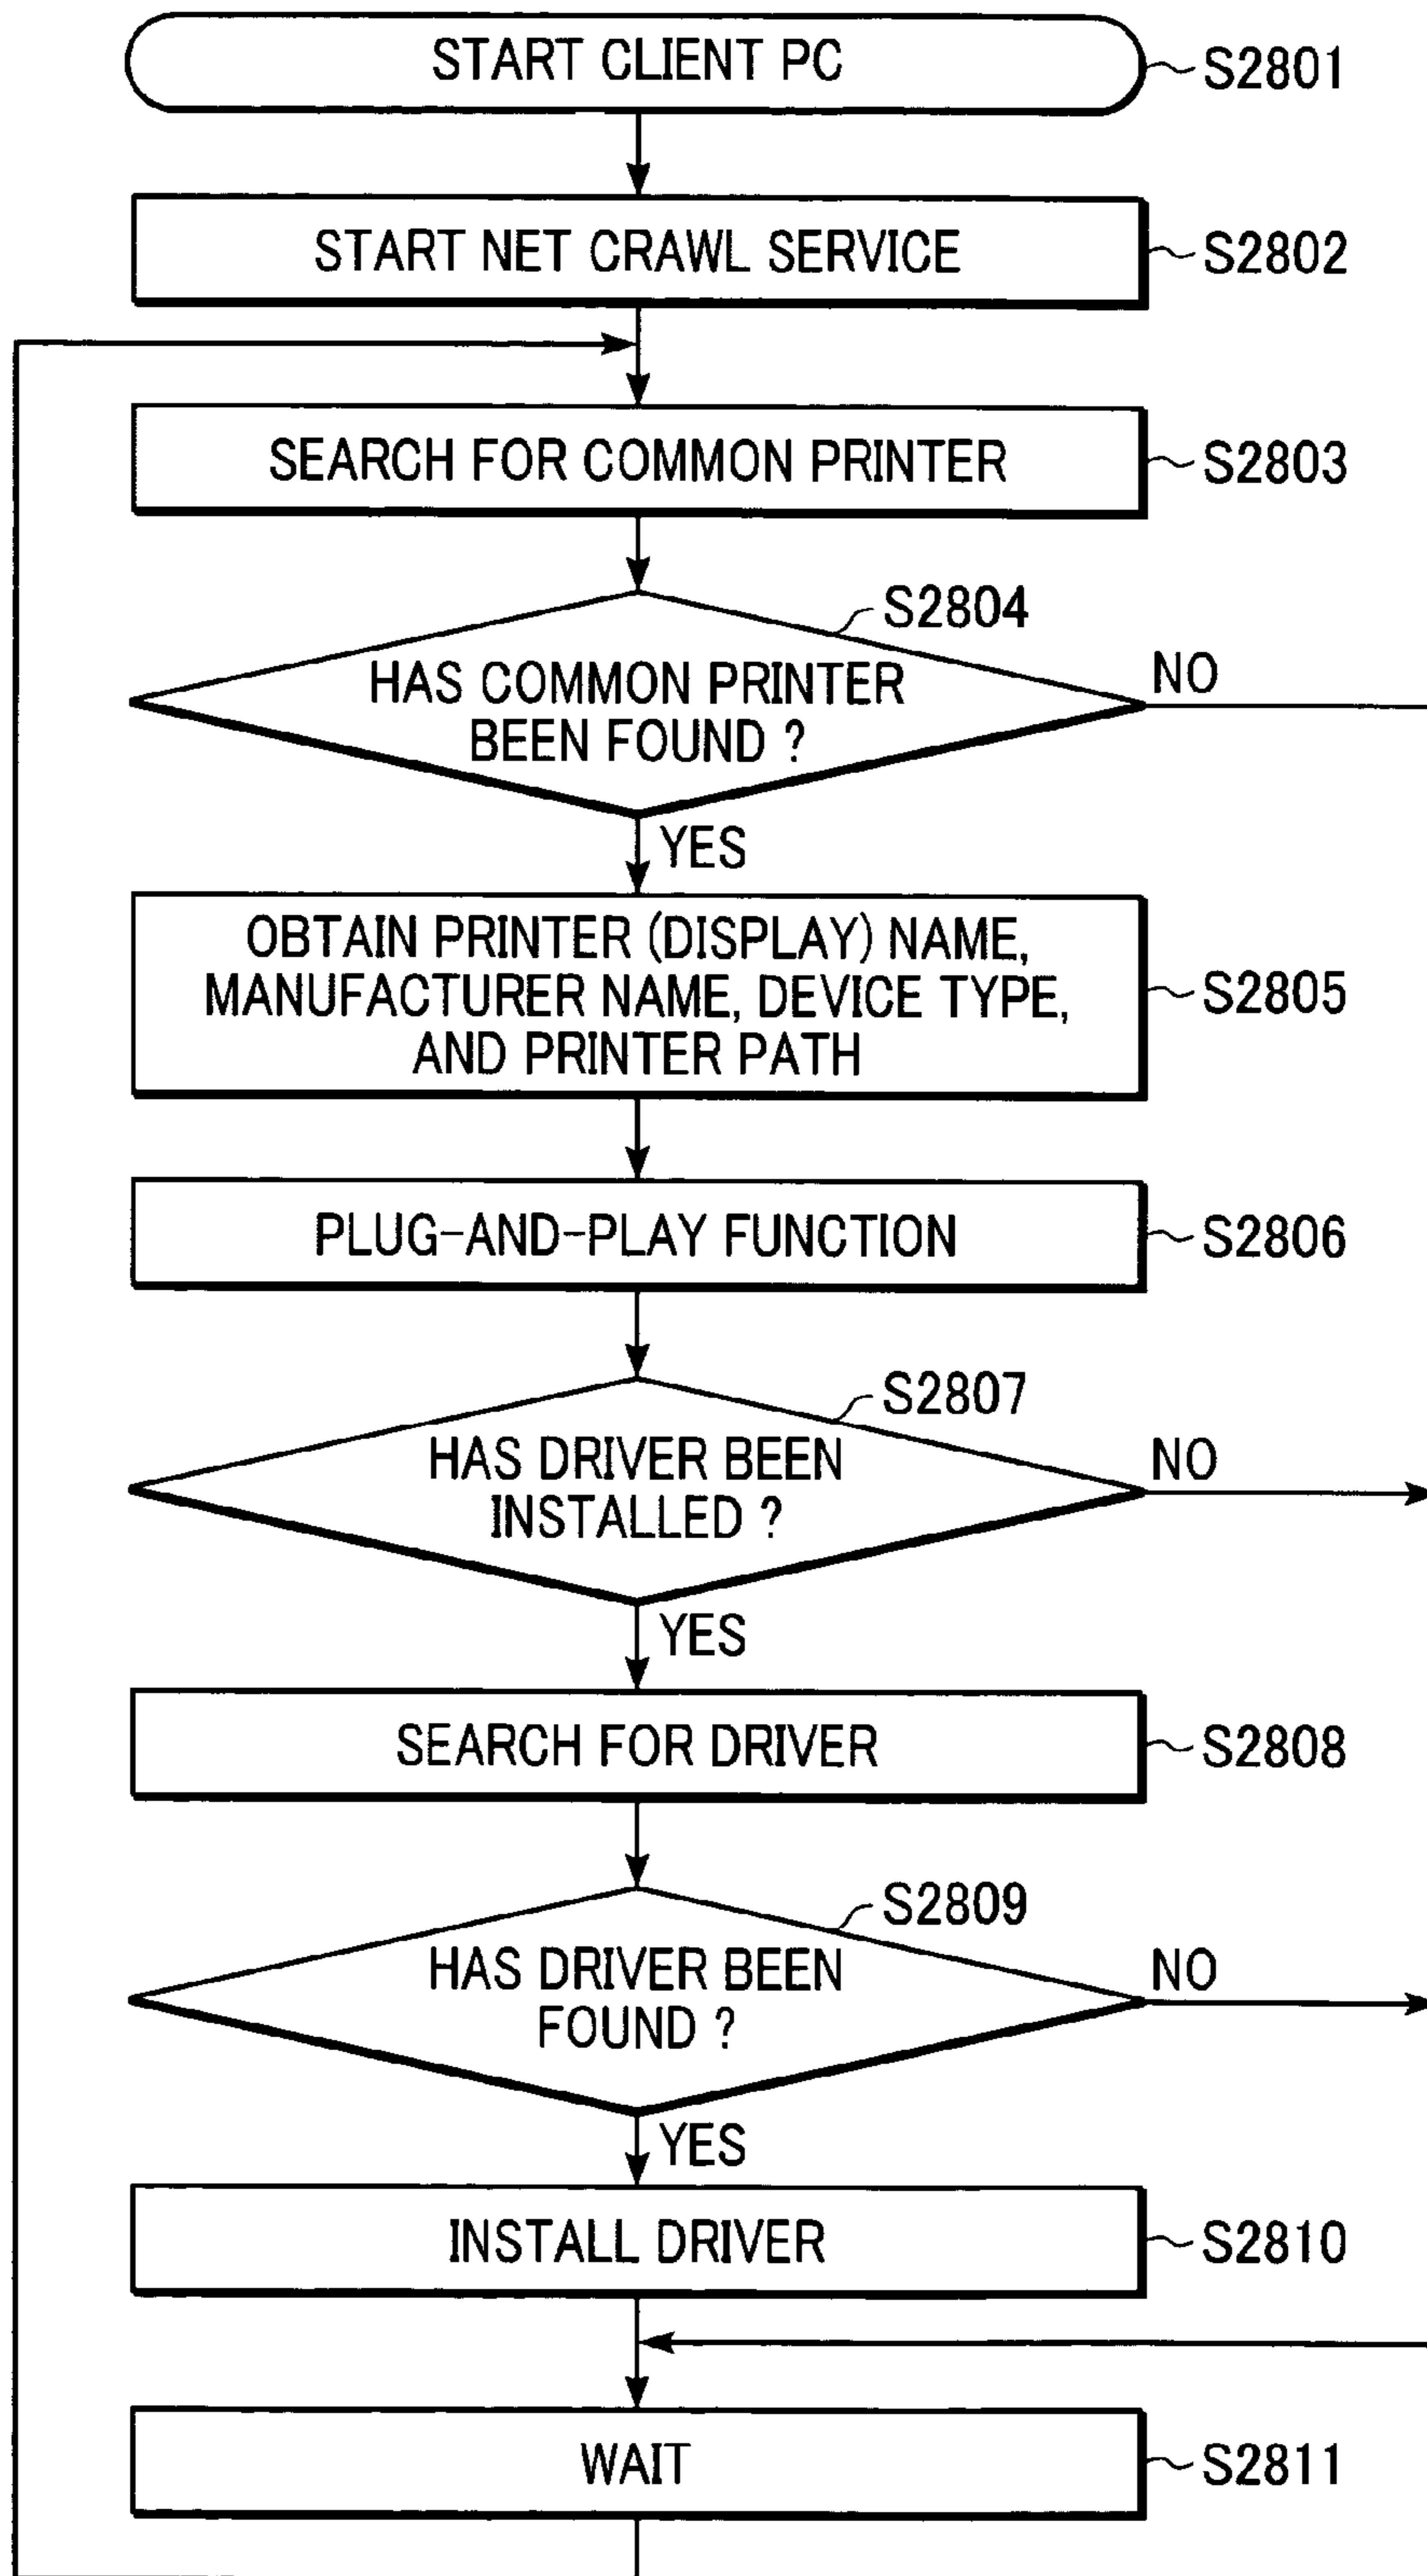 START CLIENT PC
S2801
START NET CRAWL SERVICE
S2802
SEARCH FOR COMMON PRINTER
S2803
S2804
HAS COMMON PRINTER
BEEN FOUND ?
NO
YES
OBTAIN PRINTER (DISPLAY) NAME,
MANUFACTURER NAME, DEVICE TYPE,
AND PRINTER PATH
S2805
PLUG-AND-PLAY FUNCTION
S2806
S2807
HAS DRIVER BEEN
INSTALLED ?
NO
YES
SEARCH FOR DRIVER
S2808
S2809
HAS DRIVER BEEN
FOUND ?
NO
YES
INSTALL DRIVER
S2810
WAIT
S2811